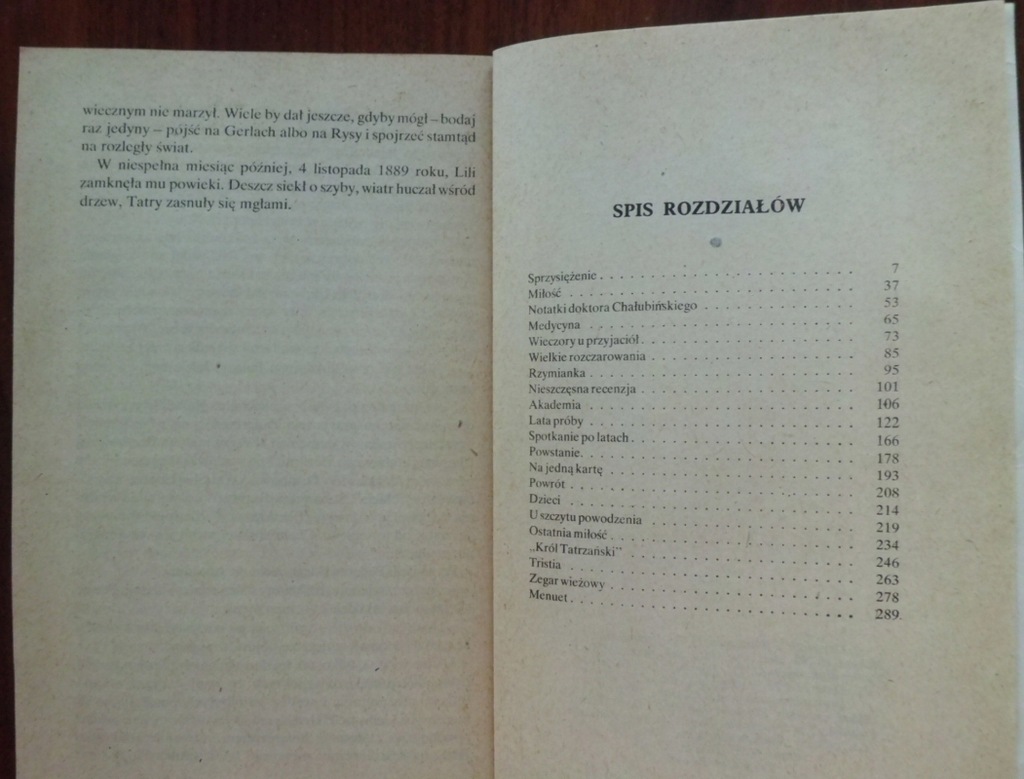 wiecznym nie marzył. Wiele by dał jeszcze, gdyby mógł – bodaj
raz jedyny – pójść na Gerlach albo na Rysy i spojrzeć stamtąd
na rozległy świat.
W niespełna miesiąc później, 4 listopada 1889 roku, Lili
zamknęła mu powieki. Deszcz siekł o szyby, wiatr huczał wśród
drzew, Tatry zasnuły się mgłami.
SPIS ROZDZIAŁÓW
Sprzysiężenie . . . . . . . . . . 7
Miłość . . . . . . . . . . 37
Notatki doktora Chałubińskiego . . . . . . . . . . 53
Medycyna . . . . . . . . . . 65
Wieczory u przyjaciół . . . . . . . . . . 73
Wielkie rozczarowania . . . . . . . . . . 85
Rzymianka . . . . . . . . . . 95
Nieszczęsna recenzja . . . . . . . . . . 101
Akademia . . . . . . . . . . 106
Lata próby . . . . . . . . . . 122
Spotkanie po latach . . . . . . . . . . 166
Powstanie . . . . . . . . . . 178
Na jedną kartę . . . . . . . . . . 193
Powrót . . . . . . . . . . 208
Dzieci . . . . . . . . . . 214
U szczytu powodzenia . . . . . . . . . . 219
Ostatnia miłość . . . . . . . . . . 234
„Król Tatrzański” . . . . . . . . . . 246
Tristia . . . . . . . . . . 263
Zegar wieżowy . . . . . . . . . . 278
Menuet . . . . . . . . . . 289